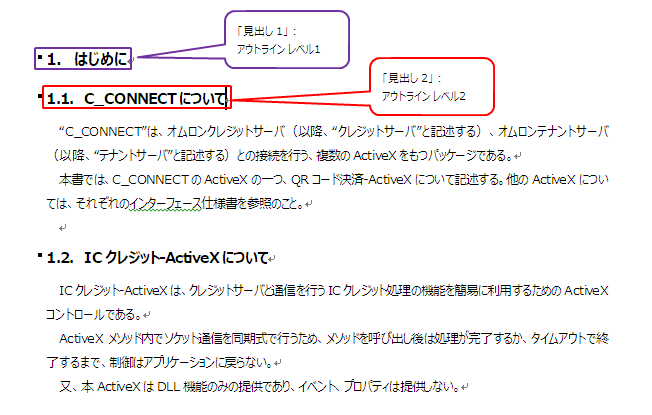 「見出し 1」：
アウトライン レベル1
1. はじめに
「見出し 2」：
アウトライン レベル2
1.1. C_CONNECTについて
“C_CONNECT”は、オムロンクレジットサーバ（以降、“クレジットサーバ”と記述する）、オムロンテナントサーバ
（以降、“テナントサーバ”と記述する）との接続を行う、複数の ActiveX をもつパッケージである。
本書では、C_CONNECT の ActiveX の一つ、QR コード決済-ActiveX について記述する。他の ActiveX につい
ては、それぞれのインターフェース仕様書を参照のこと。
1.2. IC クレジット-ActiveX について
IC クレジット-ActiveX は、クレジットサーバと通信を行う IC クレジット処理の機能を簡易に利用するための ActiveX
コントロールである。
ActiveX メソッド内でソケット通信を同期式で行うため、メソッドを呼び出し後は処理が完了するか、タイムアウトで終
了するまで、制御はアプリケーションに戻らない。
又、本 ActiveX は DLL 機能のみの提供であり、イベント、プロパティは提供しない。